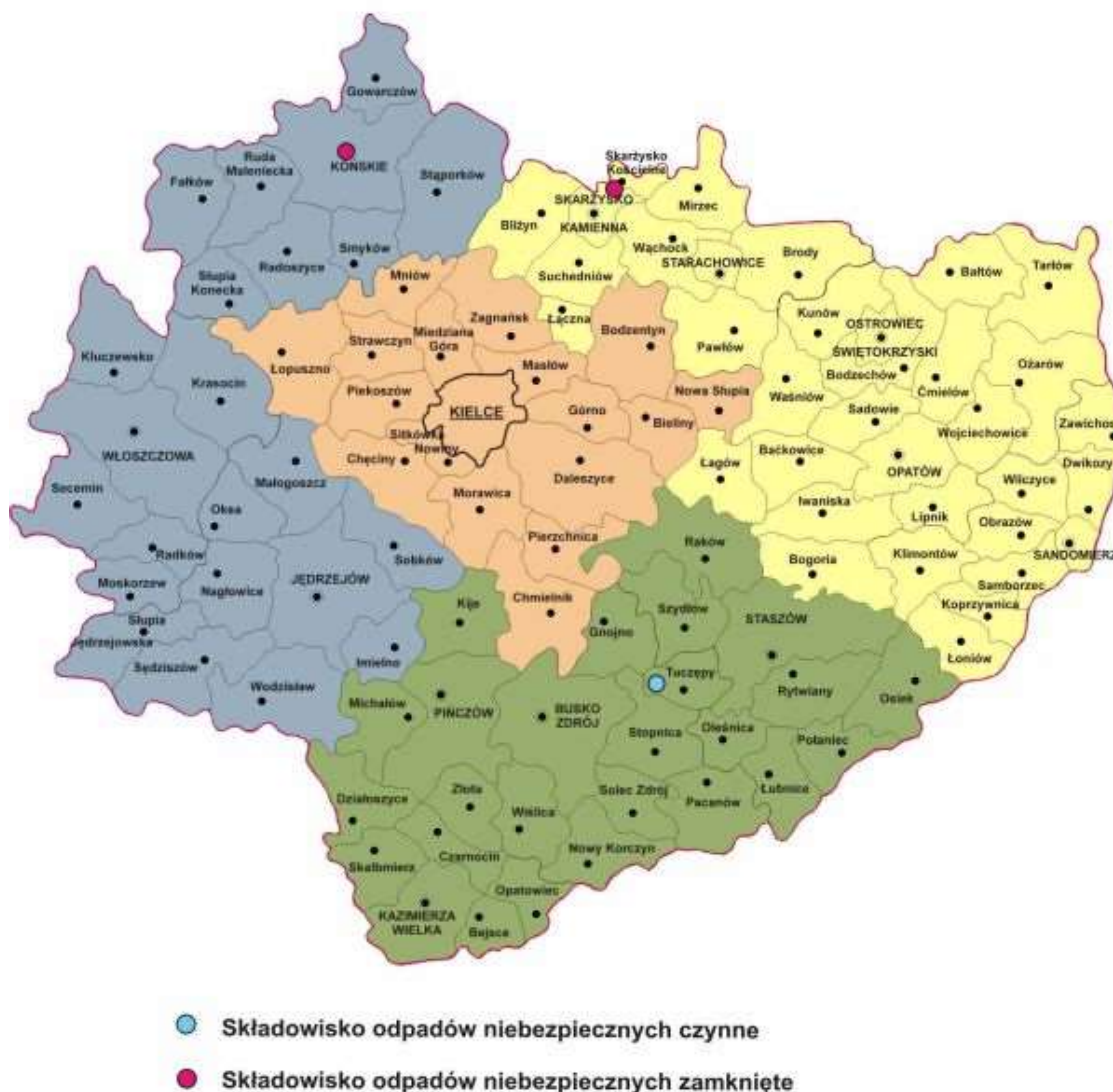 Gowarczów
KOŃSKIE
Ruda
Maleniecka
Fałków
Stąporków
Smyków
Radoszyce
Słupia
Konecka
Skarżysko
Kościelne
SKARŻYSKO
KAMIENNA
Mirzec
Bliżyn
Wąchock
STARACHOWICE
Suchedniów
Brody
Bałtów
Tarłów
Mniów
Zagnańsk
Łączna
Bodzentyn
Pawłów
Kunów
OSTROWIEC
ŚWIĘTOKRZYSKI
Bodzechów
Ćmielów
Ożarów
Kluczewsko
Krasocin
Łopuszno
Strawczyn
Miedziana
Góra
Masłów
Piekoszów
KIELCE
Górno
Nowa Słupia
Bieliny
Waśniów
Sadowie
Wojciechowice
Zawichos
Sitkówka
Nowiny
Chęciny
Daleszyce
Łagów
Baćkowice
OPATÓW
Dwikozy
WŁOSZCZOWA
Małogoszcz
Secemin
Oksa
Morawica
Iwaniska
Lipnik
Wilczyce
Obrazów
Pierzchnica
Raków
Bogoria
Klimontów
SANDOMIERZ
Samborzec
Radków
Sobków
Moskorzew
Nagłowice
JĘDRZEJÓW
Kije
Chmielnik
Gnojno
Szydłów
STASZÓW
Koprzywnica
Łoniów
Słupia
Jędrzejowska
Sędziszów
Imielno
Wodzisław
Michałów
PIŃCZÓW
BUSKO
ZDRÓJ
Tuczępy
Rytwiany
Osiek
Stopnica
Oleśnica
Połaniec
Działoszyce
Złota
Wiślica
Solec Zdrój
Pacanów
Łubnice
Skalbmierz
Czarnocin
Nowy Korczyn
Opatowiec
KAZIMIERZA
WIELKA
Bejsce
Składowisko odpadów niebezpiecznych czynne
Składowisko odpadów niebezpiecznych zamknięte